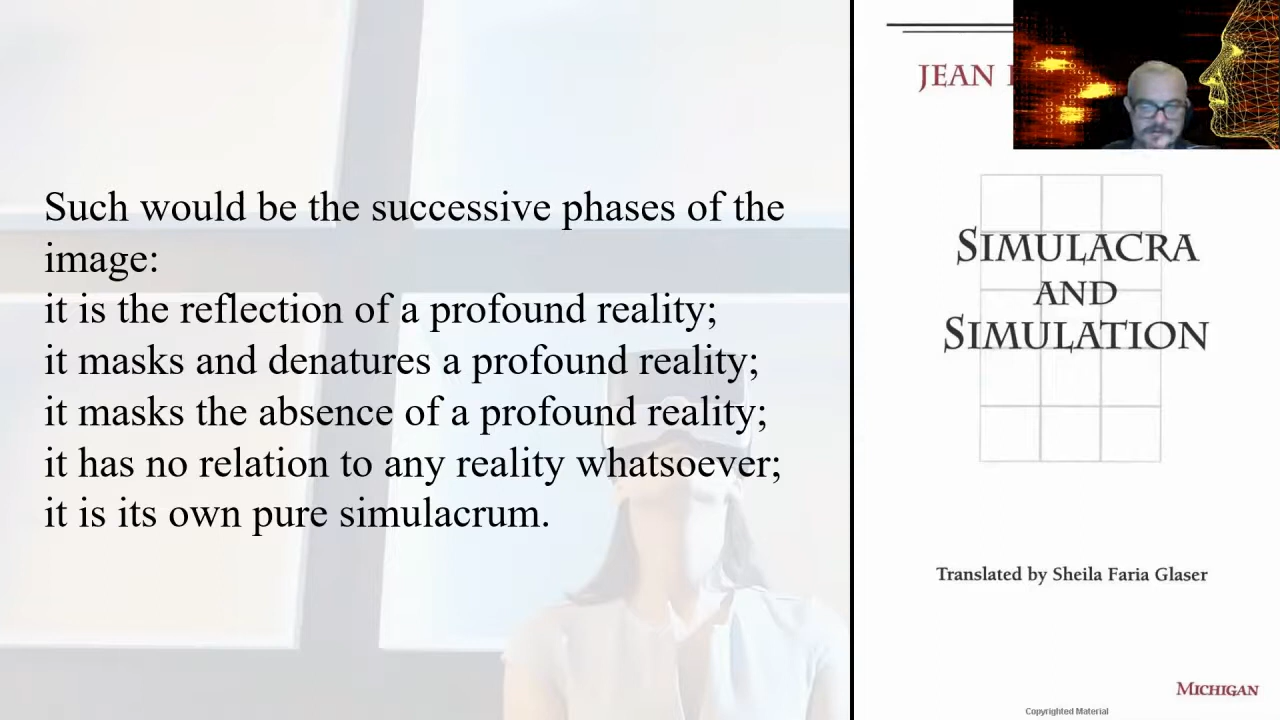 Such would be the successive phases of the
image:
it is the reflection of a profound reality;
it masks and denatures a profound reality;
it masks the absence of a profound reality;
it has no relation to any reality whatsoever;
it is its own pure simulacrum.
JEAN
SIMULACRA
AND
SIMULATION
Translated by Sheila Faria Glaser
MICHIGAN
Copyrighted Material